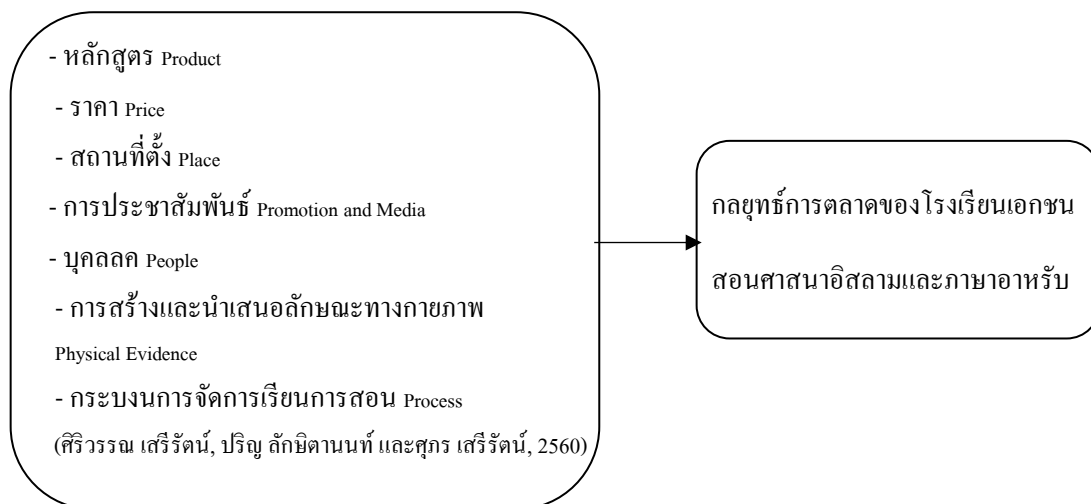 - หลักสูตร Product
- ราคา Price
- สถานที่ตั้ง Place
- การประชาสัมพันธ์ Promotion and Media
- บุคลลค People
- การสร้างและนำเสนอลักษณะทางกายภาพ
Physical Evidence
- กระบงนการจัดการเรียนการสอน Process
(ศิริวรรณ เสรีรัตน์, ปริญ ลักษิตานนท์ และศุภร เสรีรัตน์, 2560)
กลยุทธ์การตลาดของโรงเรียนเอกชน
สอนศาสนาอิสลามและภาษาอาหรับ